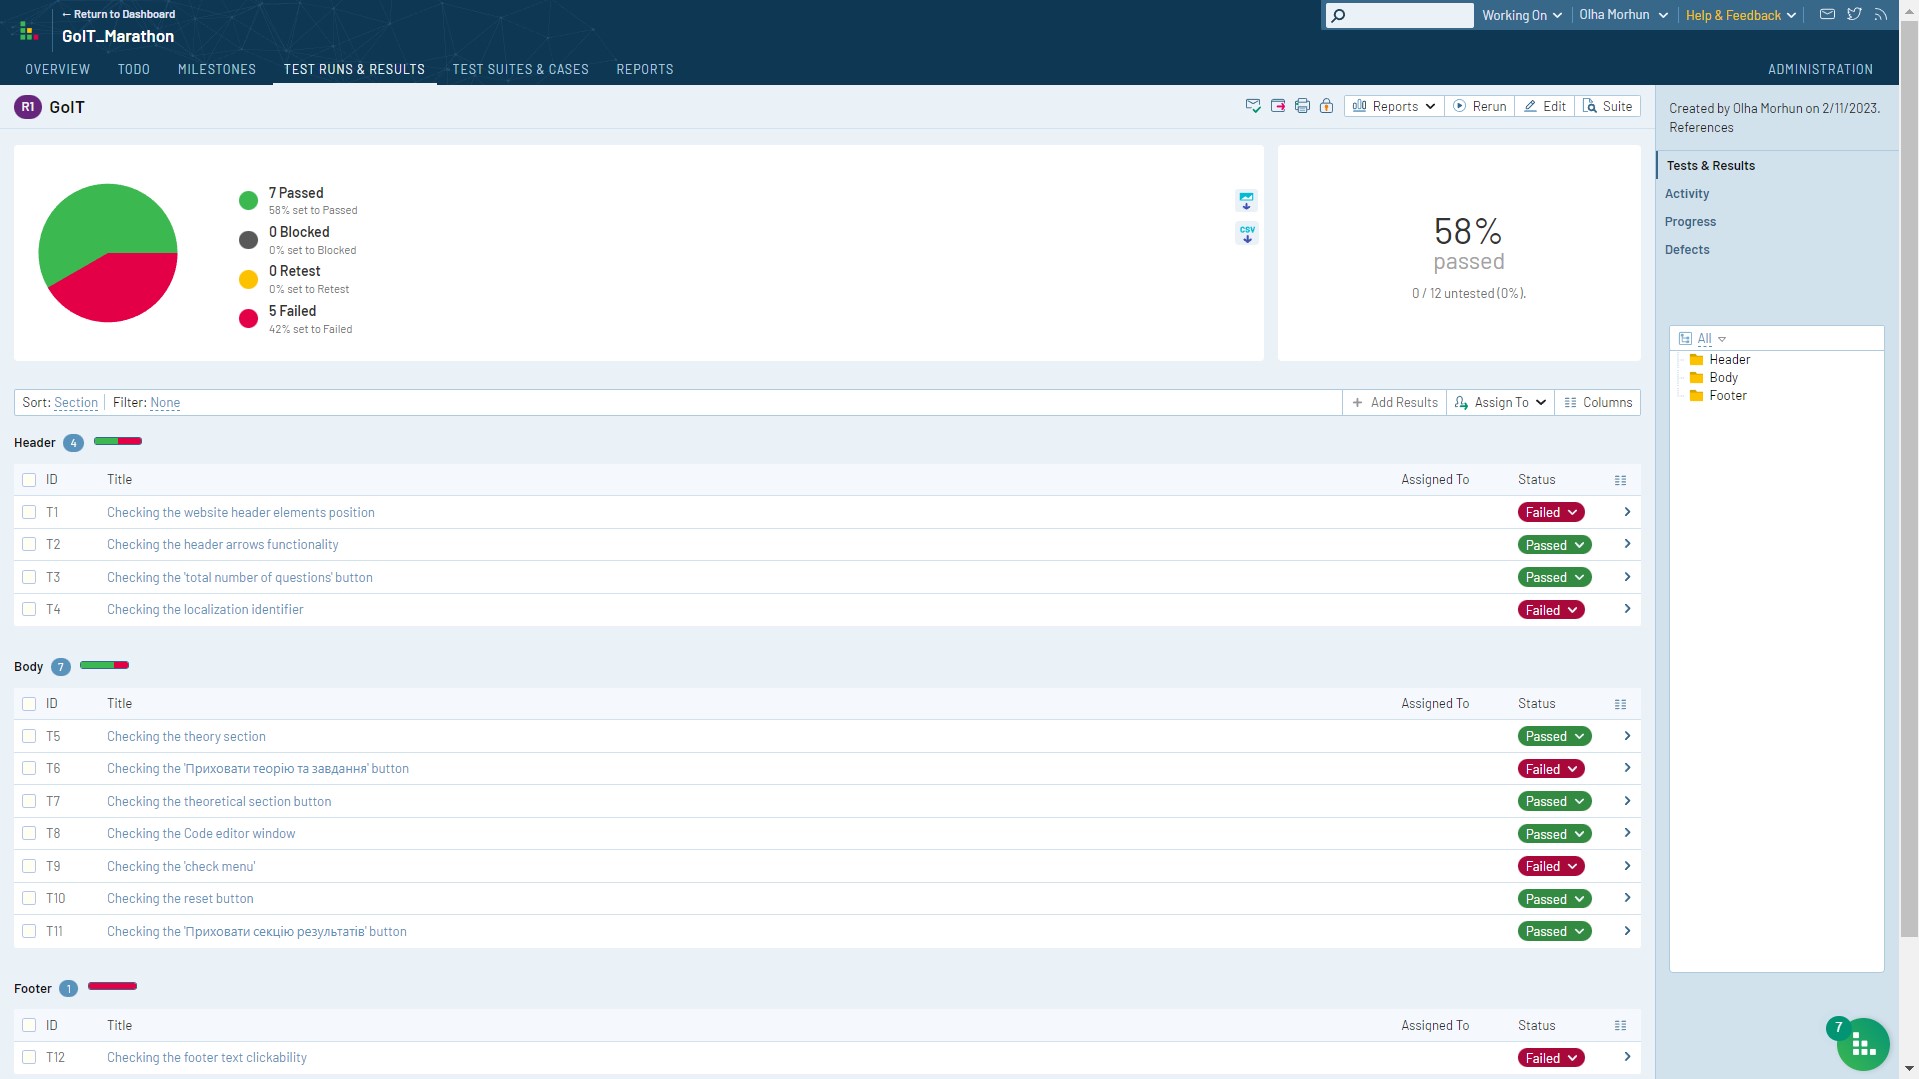 ← Return to Dashboard
GoIT_Marathon
Working On
Olha Morhun
Help & Feedback
OVERVIEW
TODO
MILESTONES
TEST RUNS & RESULTS
TEST SUITES & CASES
REPORTS
ADMINISTRATION
R1 GoIT
Reports
Rerun
Edit
Suite
Created by Olha Morhun on 2/11/2023.
References
Tests & Results
Activity
Progress
Defects
7 Passed
58% set to Passed
0 Blocked
0% set to Blocked
0 Retest
0% set to Retest
5 Failed
42% set to Failed
CSV
58%
passed
0 / 12 untested (0%).
All
Header
Body
Footer
Sort: Section Filter: None
Add Results
Assign To
Columns
Header 4
ID Title Assigned To Status
T1 Checking the website header elements position Failed
T2 Checking the header arrows functionality Passed
T3 Checking the 'total number of questions' button Passed
T4 Checking the localization identifier Failed
Body 7
ID Title Assigned To Status
T5 Checking the theory section Passed
T6 Checking the 'Приховати теорію та завдання' button Failed
T7 Checking the theoretical section button Passed
T8 Checking the Code editor window Passed
T9 Checking the 'check menu' Failed
T10 Checking the reset button Passed
T11 Checking the 'Приховати секцію результатів' button Passed
Footer 1
ID Title Assigned To Status
T12 Checking the footer text clickability Failed
7